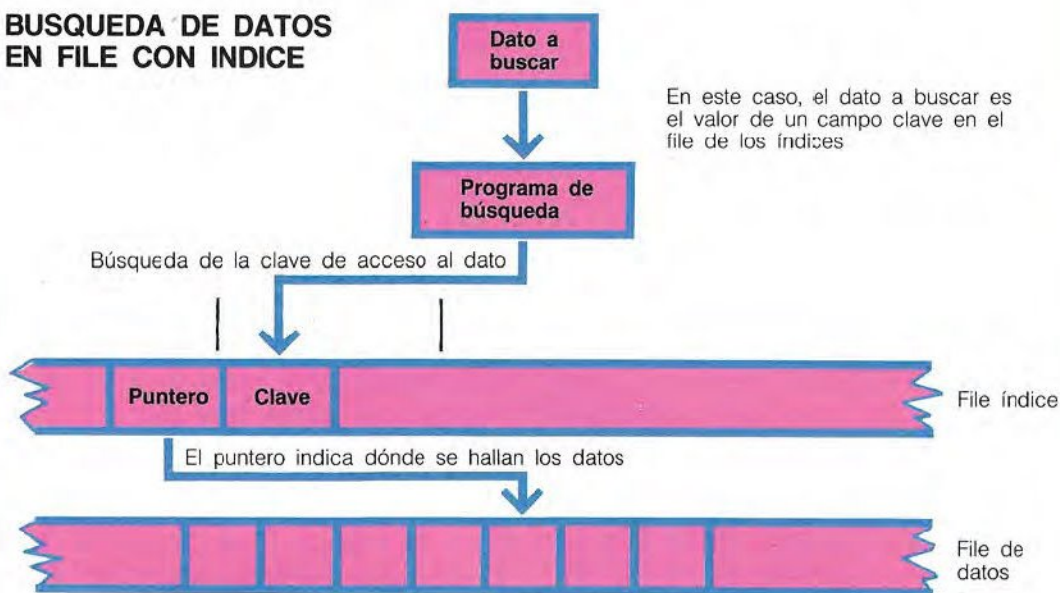 BUSQUEDA DE DATOS
EN FILE CON INDICE
Dato a
buscar
En este caso, el dato a buscar es
el valor de un campo clave en el
file de los índices
Programa de
búsqueda
Búsqueda de la clave de acceso al dato
Puntero
Clave
File índice
El puntero indica dónde se hallan los datos
File de
datos